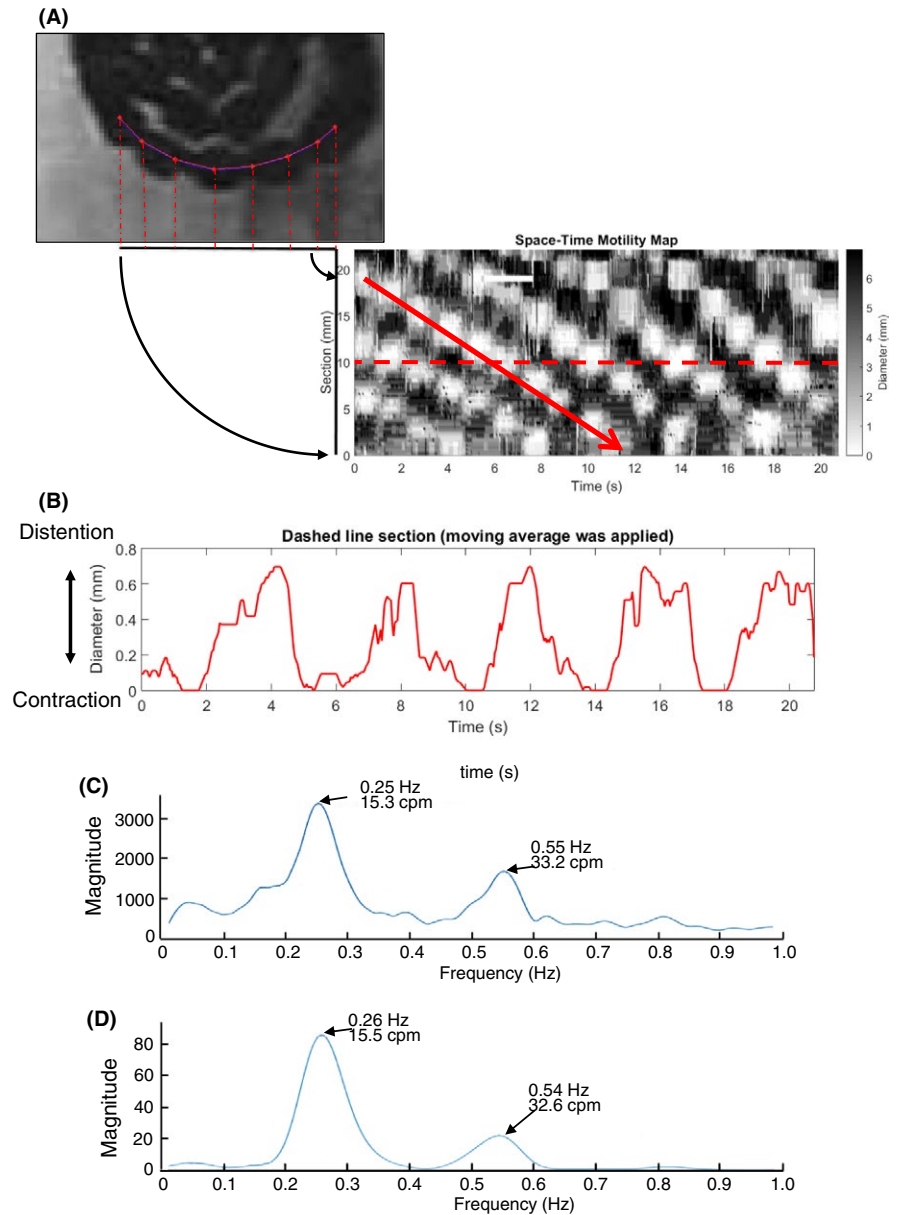 (A)
Space-Time Motility Map
Section (mm)
20
15
10
5
0
0 2 4 6 8 10 12 14 16 18 20
Time (s)
6
5
4
3
2
1
0
Diameter (mm)
(B)
Distention
Contraction
Dashed line section (moving average was applied)
Diameter (mm)
0.8
0.6
0.4
0.2
0
0 2 4 6 8 10 12 14 16 18 20
Time (s)
time (s)
(C)
0.25 Hz
15.3 cpm
0.55 Hz
33.2 cpm
Magnitude
3000
2000
1000
0
0 0.1 0.2 0.3 0.4 0.5 0.6 0.7 0.8 0.9 1.0
Frequency (Hz)
(D)
0.26 Hz
15.5 cpm
0.54 Hz
32.6 cpm
Magnitude
80
60
40
20
0
0 0.1 0.2 0.3 0.4 0.5 0.6 0.7 0.8 0.9 1.0
Frequency (Hz)